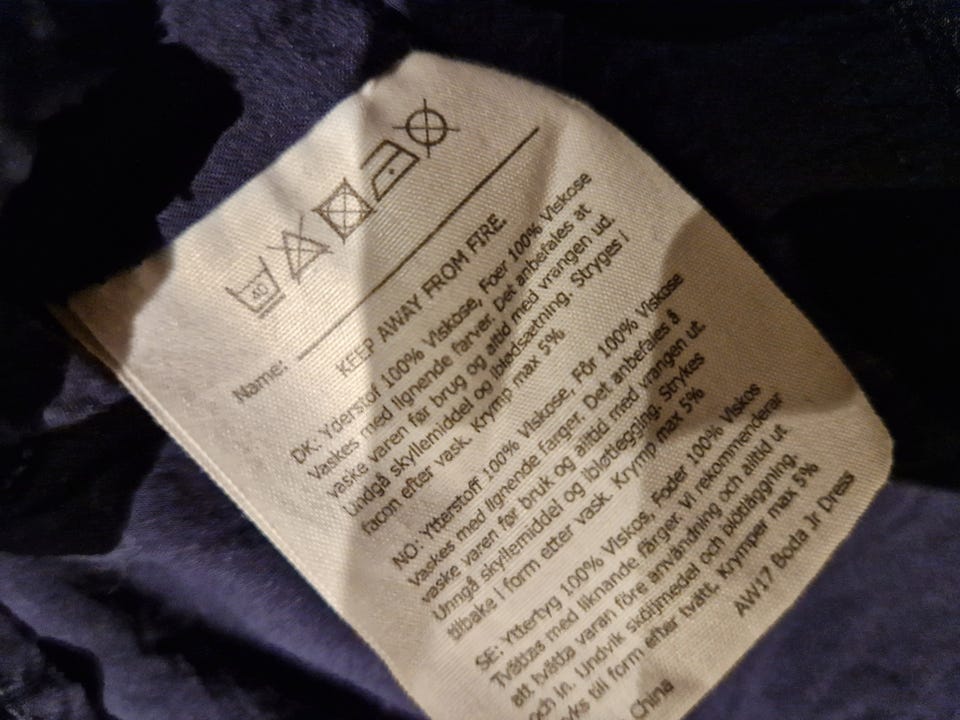 40
Name:
KEEP AWAY FROM FIRE.
DK: Yderstof 100% Viskose, Foer 100% Viskose
Vaskes med lignende farver. Det anbefales at
vaske varen før brug og altid med vrangen ud.
Undgå skyllemiddel og iblødsætning. Stryges i
facon efter vask. Krymp max 5%
NO: Ytterstoff 100% Viskose, Fôr 100% Viskose
Vaskes med lignende farger. Det anbefales å
vaske varen før bruk og alltid med vrangen ut.
Unngå skyllemiddel og ibløtlegging. Strykes
tilbake i form etter vask. Krymp max 5%
SE: Yttertyg 100% Viskos, Foder 100% Viskos
Tvättas med liknande färger. Vi rekommenderar
att tvätta varan före användning och alltid ut
och in. Undvik sköljmedel och blötläggning.
till form efter tvätt. Krymper max 5%
AW17 Boda Jr Dress
China